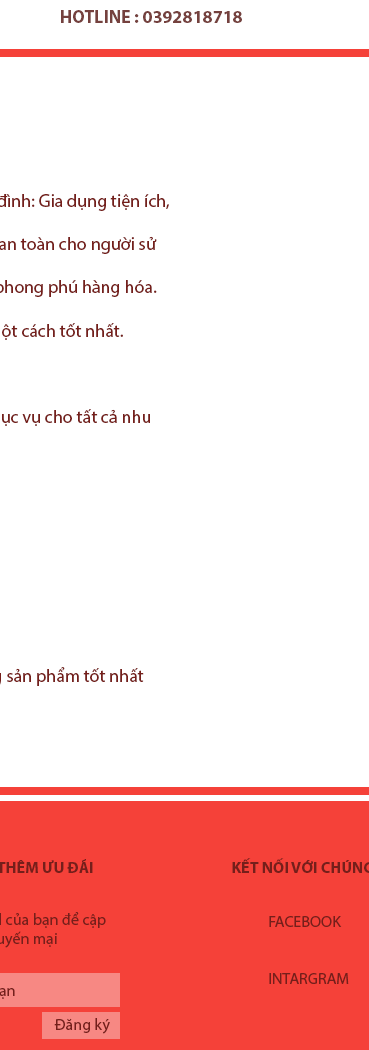 HOTLINE : 0392818718
đình: Gia dụng tiện ích,
an toàn cho người sử
phong phú hàng hóa.
ột cách tốt nhất.
ục vụ cho tất cả nhu
sản phẩm tốt nhất
THÊM ƯU ĐÃI
của bạn để cập
uyến mại
ạn
Đăng ký
KẾT NỐI VỚI CHÚNG
FACEBOOK
INTARGRAM